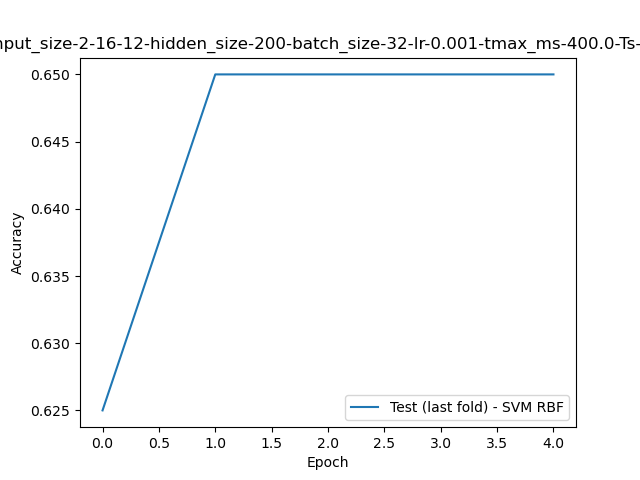 nput_size-2-16-12-hidden_size-200-batch_size-32-lr-0.001-tmax_ms-400.0-Ts-
0.650
0.645
0.640
0.635
0.630
0.625
Accuracy
Test (last fold) - SVM RBF
0.0 0.5 1.0 1.5 2.0 2.5 3.0 3.5 4.0
Epoch